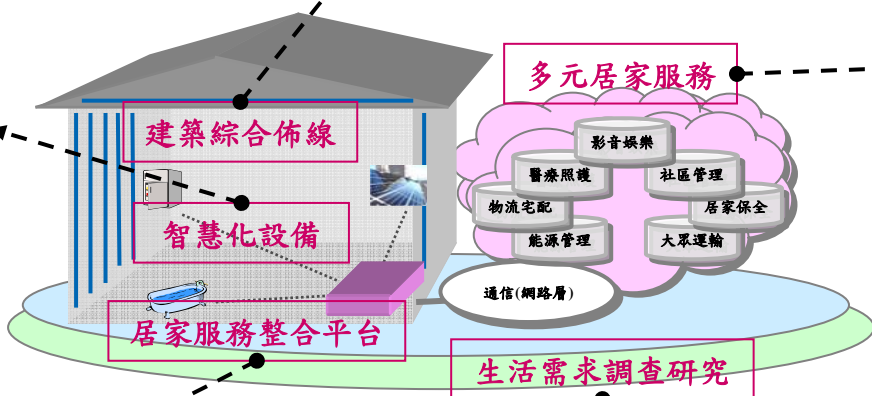 多元居家服務
建築綜合佈線
影音娛樂
醫療照護
社區管理
物流宅配
居家保全
智慧化設備
能源管理
大眾運輸
通信(網路層)
居家服務整合平台
生活需求調查研究